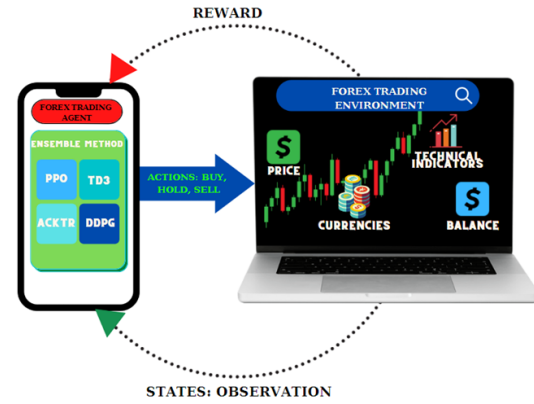 REWARD
FOREX TRADING
AGENT
ENSEMBLE METHOD
PPO
TD3
ACKTR
DDPG
ACTIONS: BUY,
HOLD, SELL
FOREX TRADING
ENVIRONMENT
$
PRICE
TECHNICAL
INDICATORS
CURRENCIES
$
BALANCE
STATES: OBSERVATION